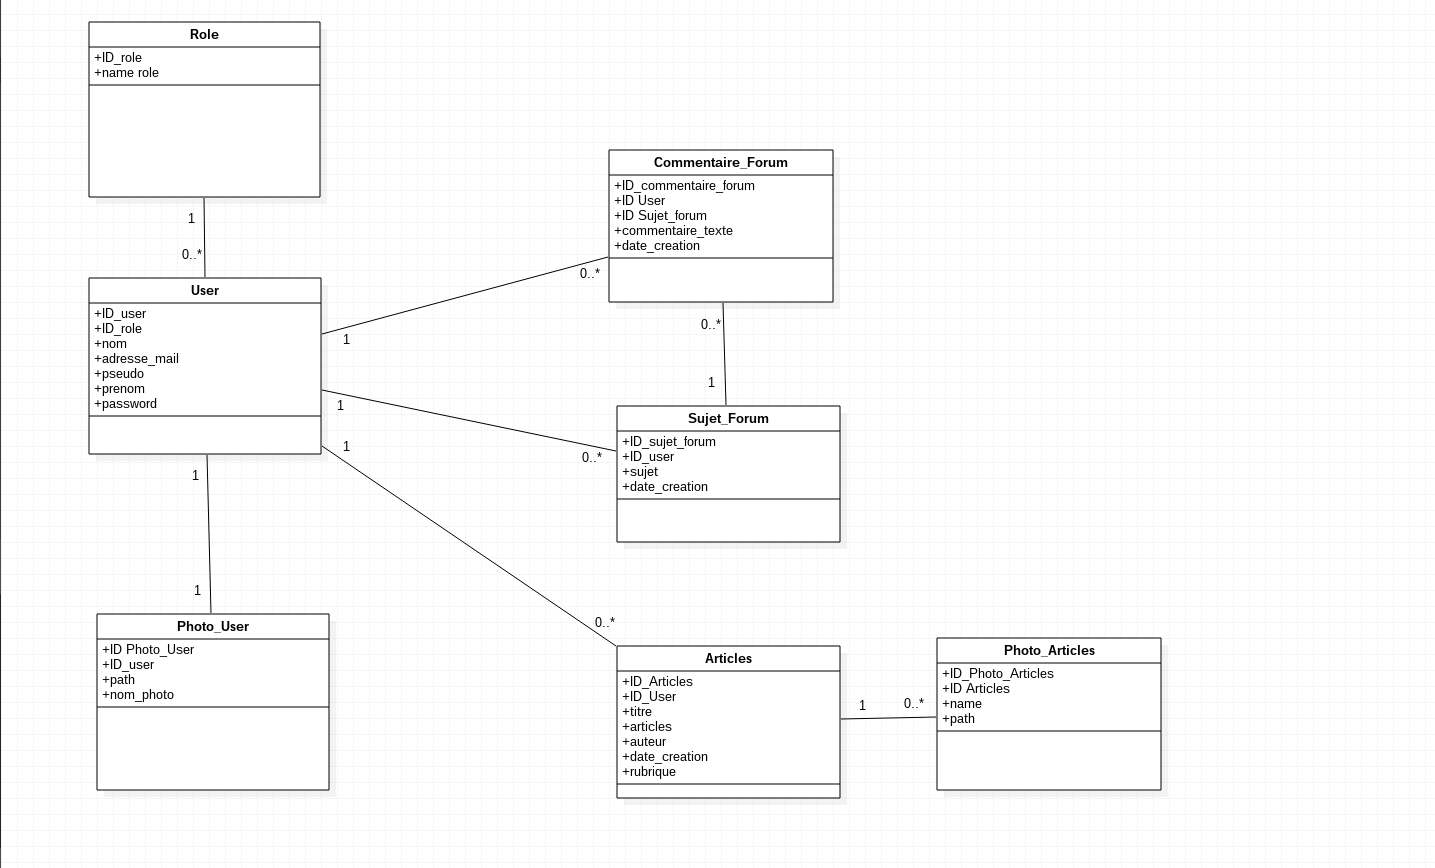 Role
+ID_role
+name role
1
0..*
User
+ID_user
+ID_role
+nom
+adresse_mail
+pseudo
+prenom
+password
1
0..*
1
0..*
1
0..*
1
1
Commentaire_Forum
+ID_commentaire_forum
+ID User
+ID Sujet_forum
+commentaire_texte
+date_creation
0..*
1
Sujet_Forum
+ID_sujet_forum
+ID_user
+sujet
+date_creation
Photo_User
+ID Photo_User
+ID_user
+path
+nom_photo
Articles
+ID_Articles
+ID_User
+titre
+articles
+auteur
+date_creation
+rubrique
1
0..*
Photo_Articles
+ID_Photo_Articles
+ID Articles
+name
+path